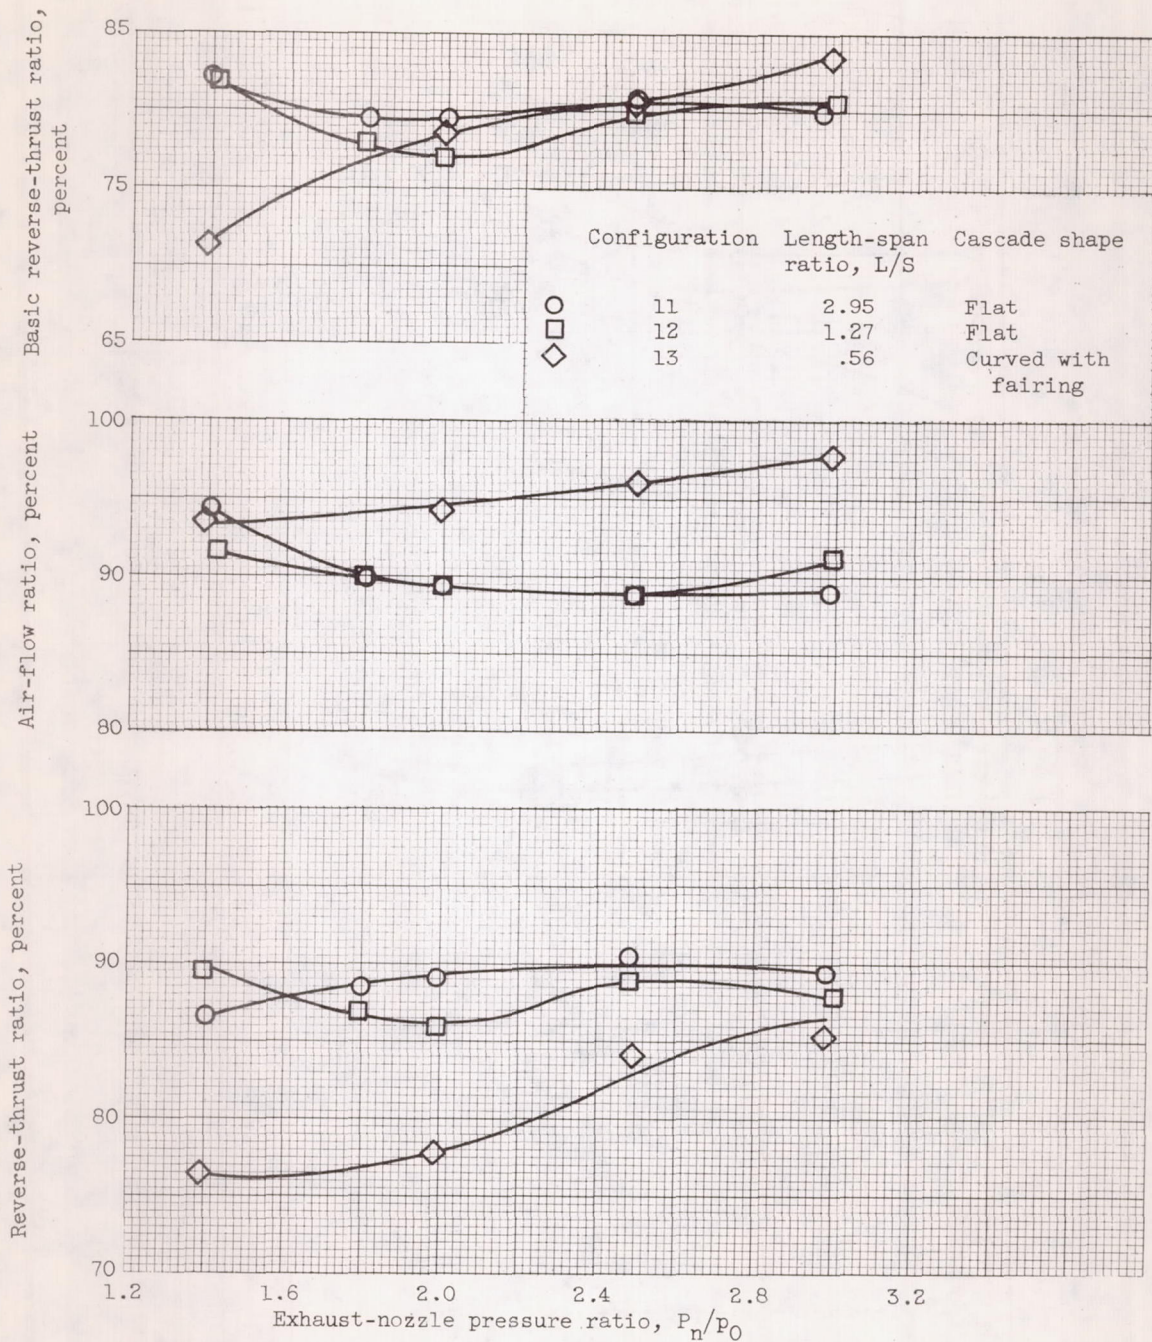 Basic reverse-thrust ratio,
percent
85
75
65
Configuration Length-span Cascade shape
ratio, L/S
11 2.95 Flat
12 1.27 Flat
13 .56 Curved with
fairing
Air-flow ratio, percent
100
90
80
Reverse-thrust ratio, percent
100
90
80
70
1.2 1.6 2.0 2.4 2.8 3.2
Exhaust-nozzle pressure ratio, Pn/p0